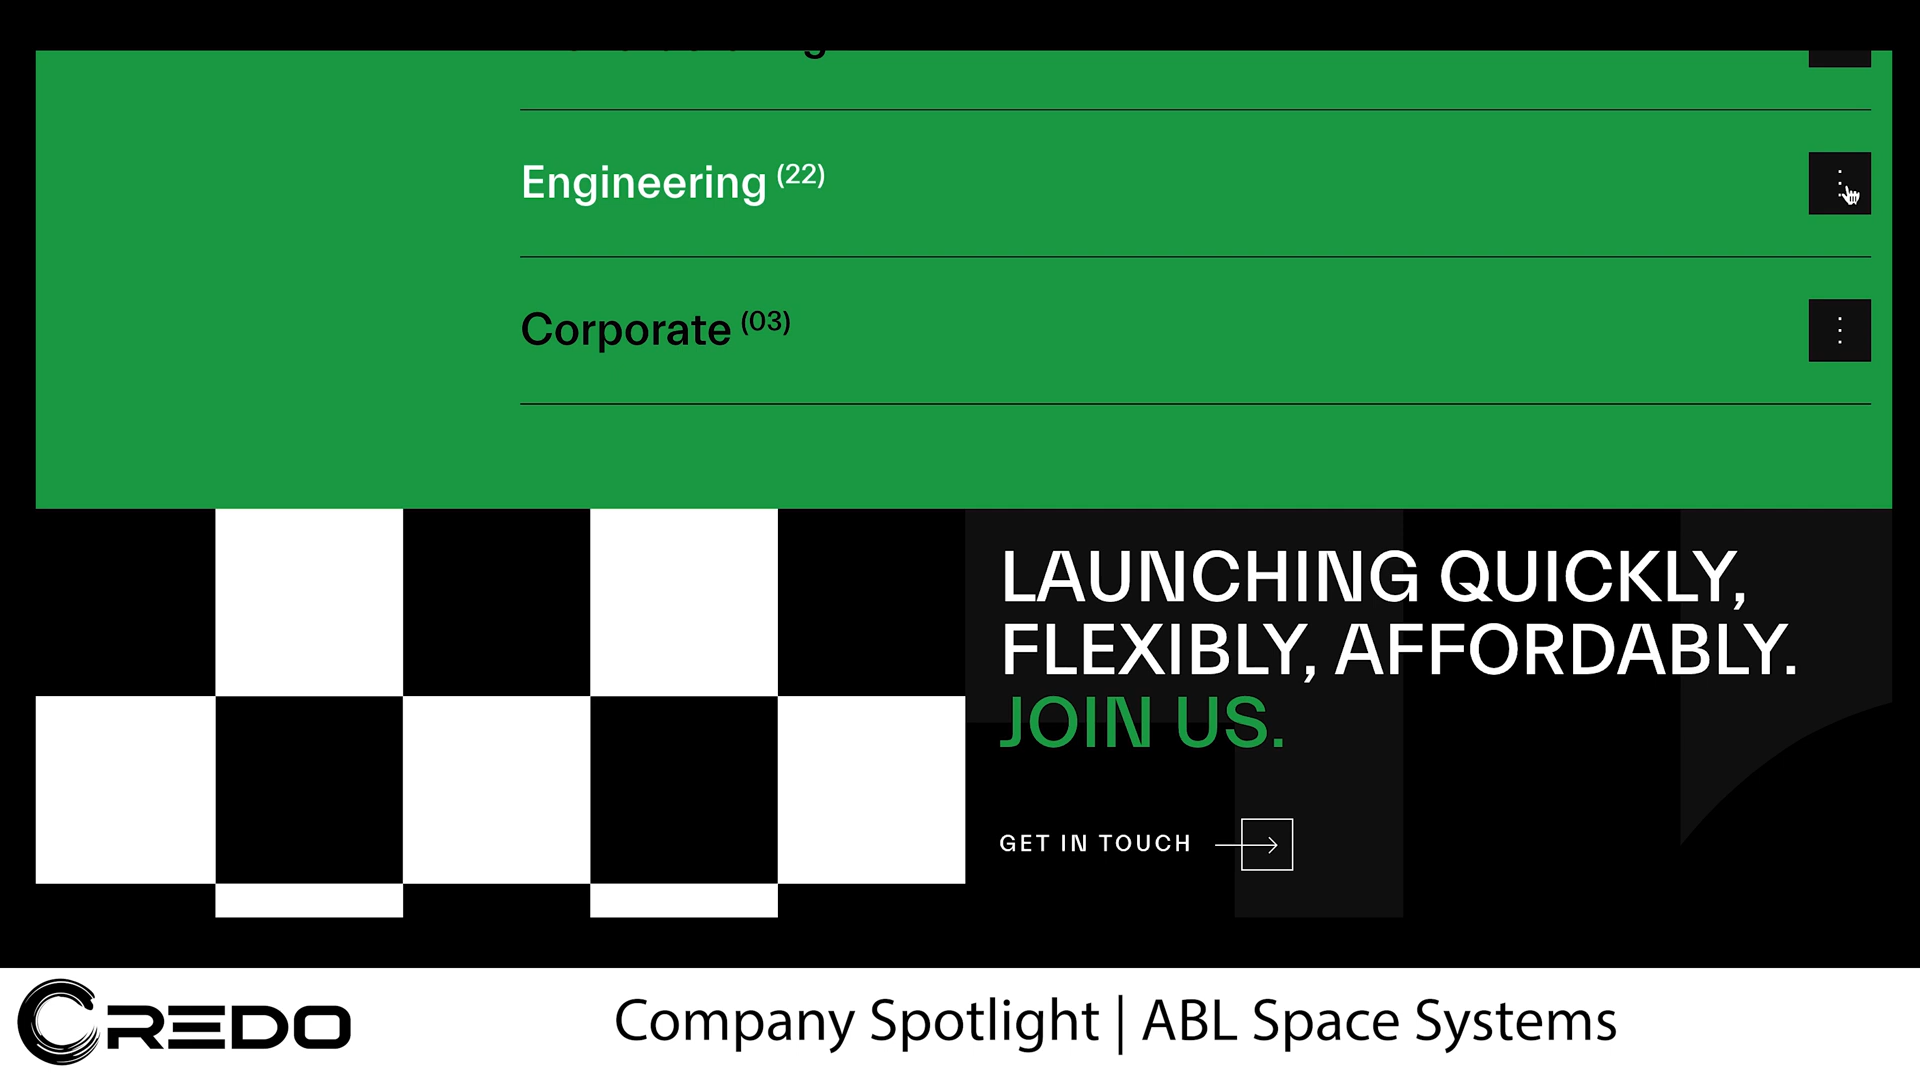 Engineering (22)
Corporate (03)
LAUNCHING QUICKLY,
FLEXIBLY, AFFORDABLY.
JOIN US.
GET IN TOUCH
CREDO
Company Spotlight | ABL Space Systems